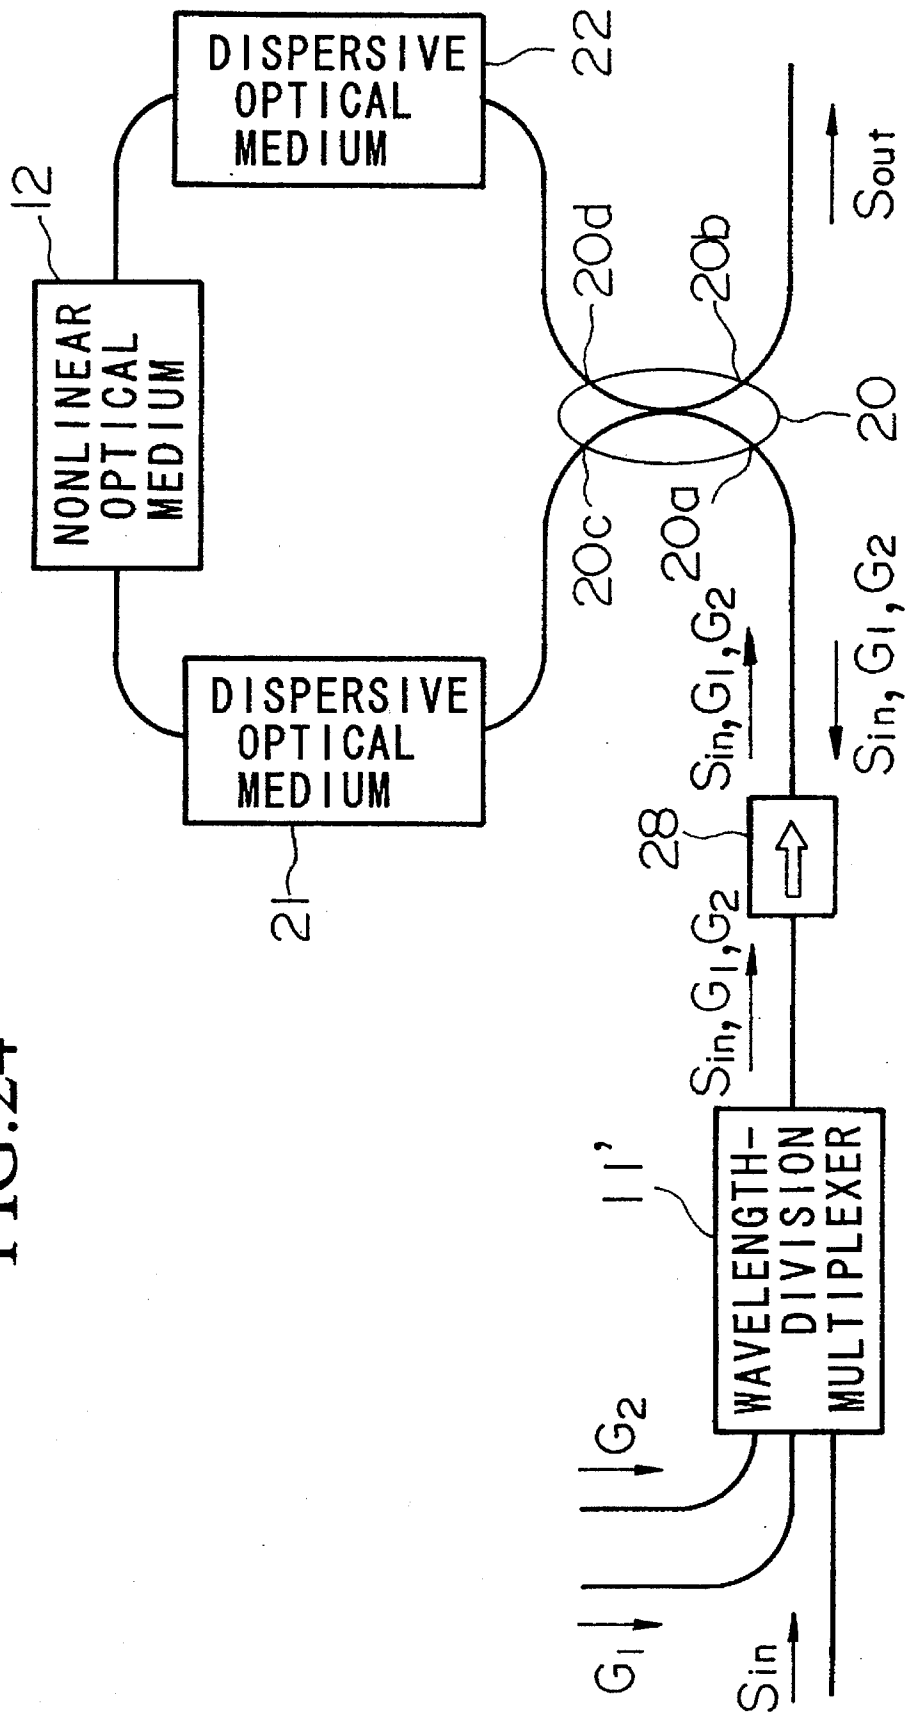 FIG.24
NONLINEAR
OPTICAL
MEDIUM
12
DISPERSIVE
OPTICAL
MEDIUM
21
DISPERSIVE
OPTICAL
MEDIUM
22
20c
20d
20a
20b
20
G1
G2
Sin
WAVELENGTH-
DIVISION
MULTIPLEXER
11'
Sin, G1, G2
28
Sin, G1, G2
Sin, G1, G2
Sout